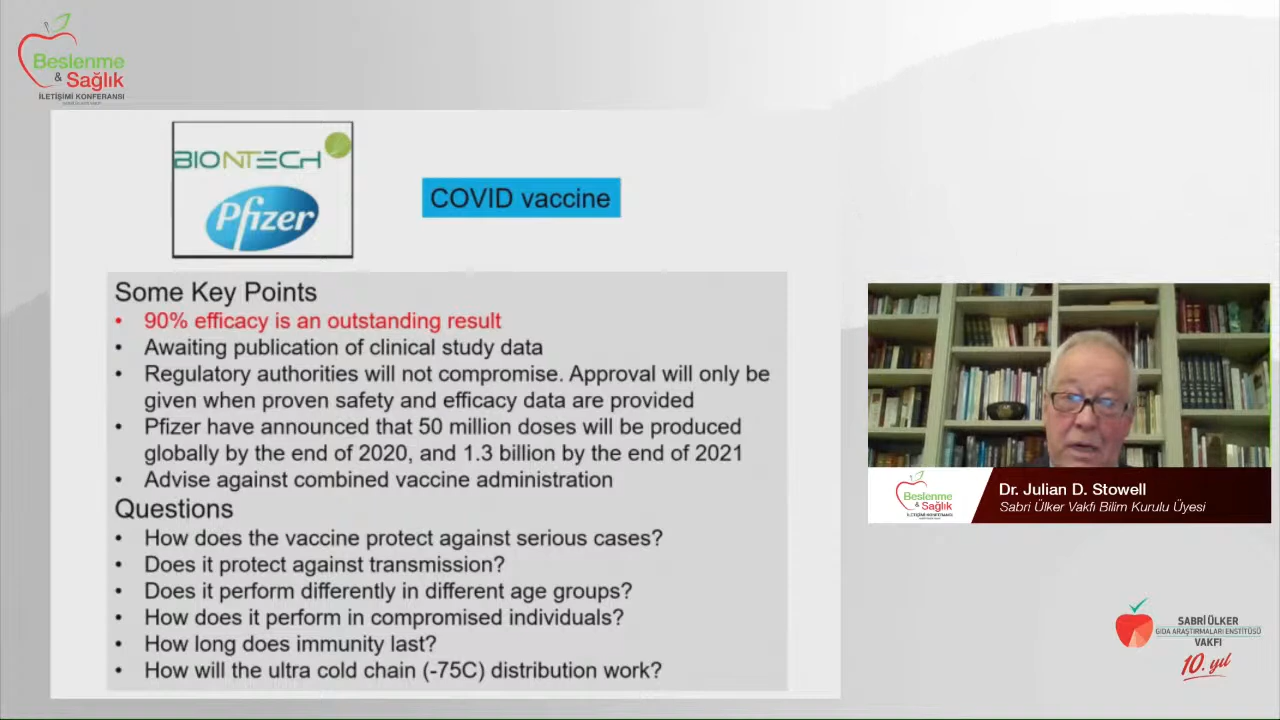 Beslenme
& Sağlık
İLETİŞİMİ KONFERANSI
BIONTECH
Pfizer
COVID vaccine
Some Key Points
• 90% efficacy is an outstanding result
• Awaiting publication of clinical study data
• Regulatory authorities will not compromise. Approval will only be
given when proven safety and efficacy data are provided
• Pfizer have announced that 50 million doses will be produced
globally by the end of 2020, and 1.3 billion by the end of 2021
• Advise against combined vaccine administration
Questions
• How does the vaccine protect against serious cases?
• Does it protect against transmission?
• Does it perform differently in different age groups?
• How does it perform in compromised individuals?
• How long does immunity last?
• How will the ultra cold chain (-75C) distribution work?
Beslenme
& Sağlık
İLETİŞİMİ KONFERANSI
Dr. Julian D. Stowell
Sabri Ülker Vakfı Bilim Kurulu Üyesi
SABRİ ÜLKER
GIDA ARAŞTIRMALARI ENSTİTÜSÜ
VAKFI
10. yıl